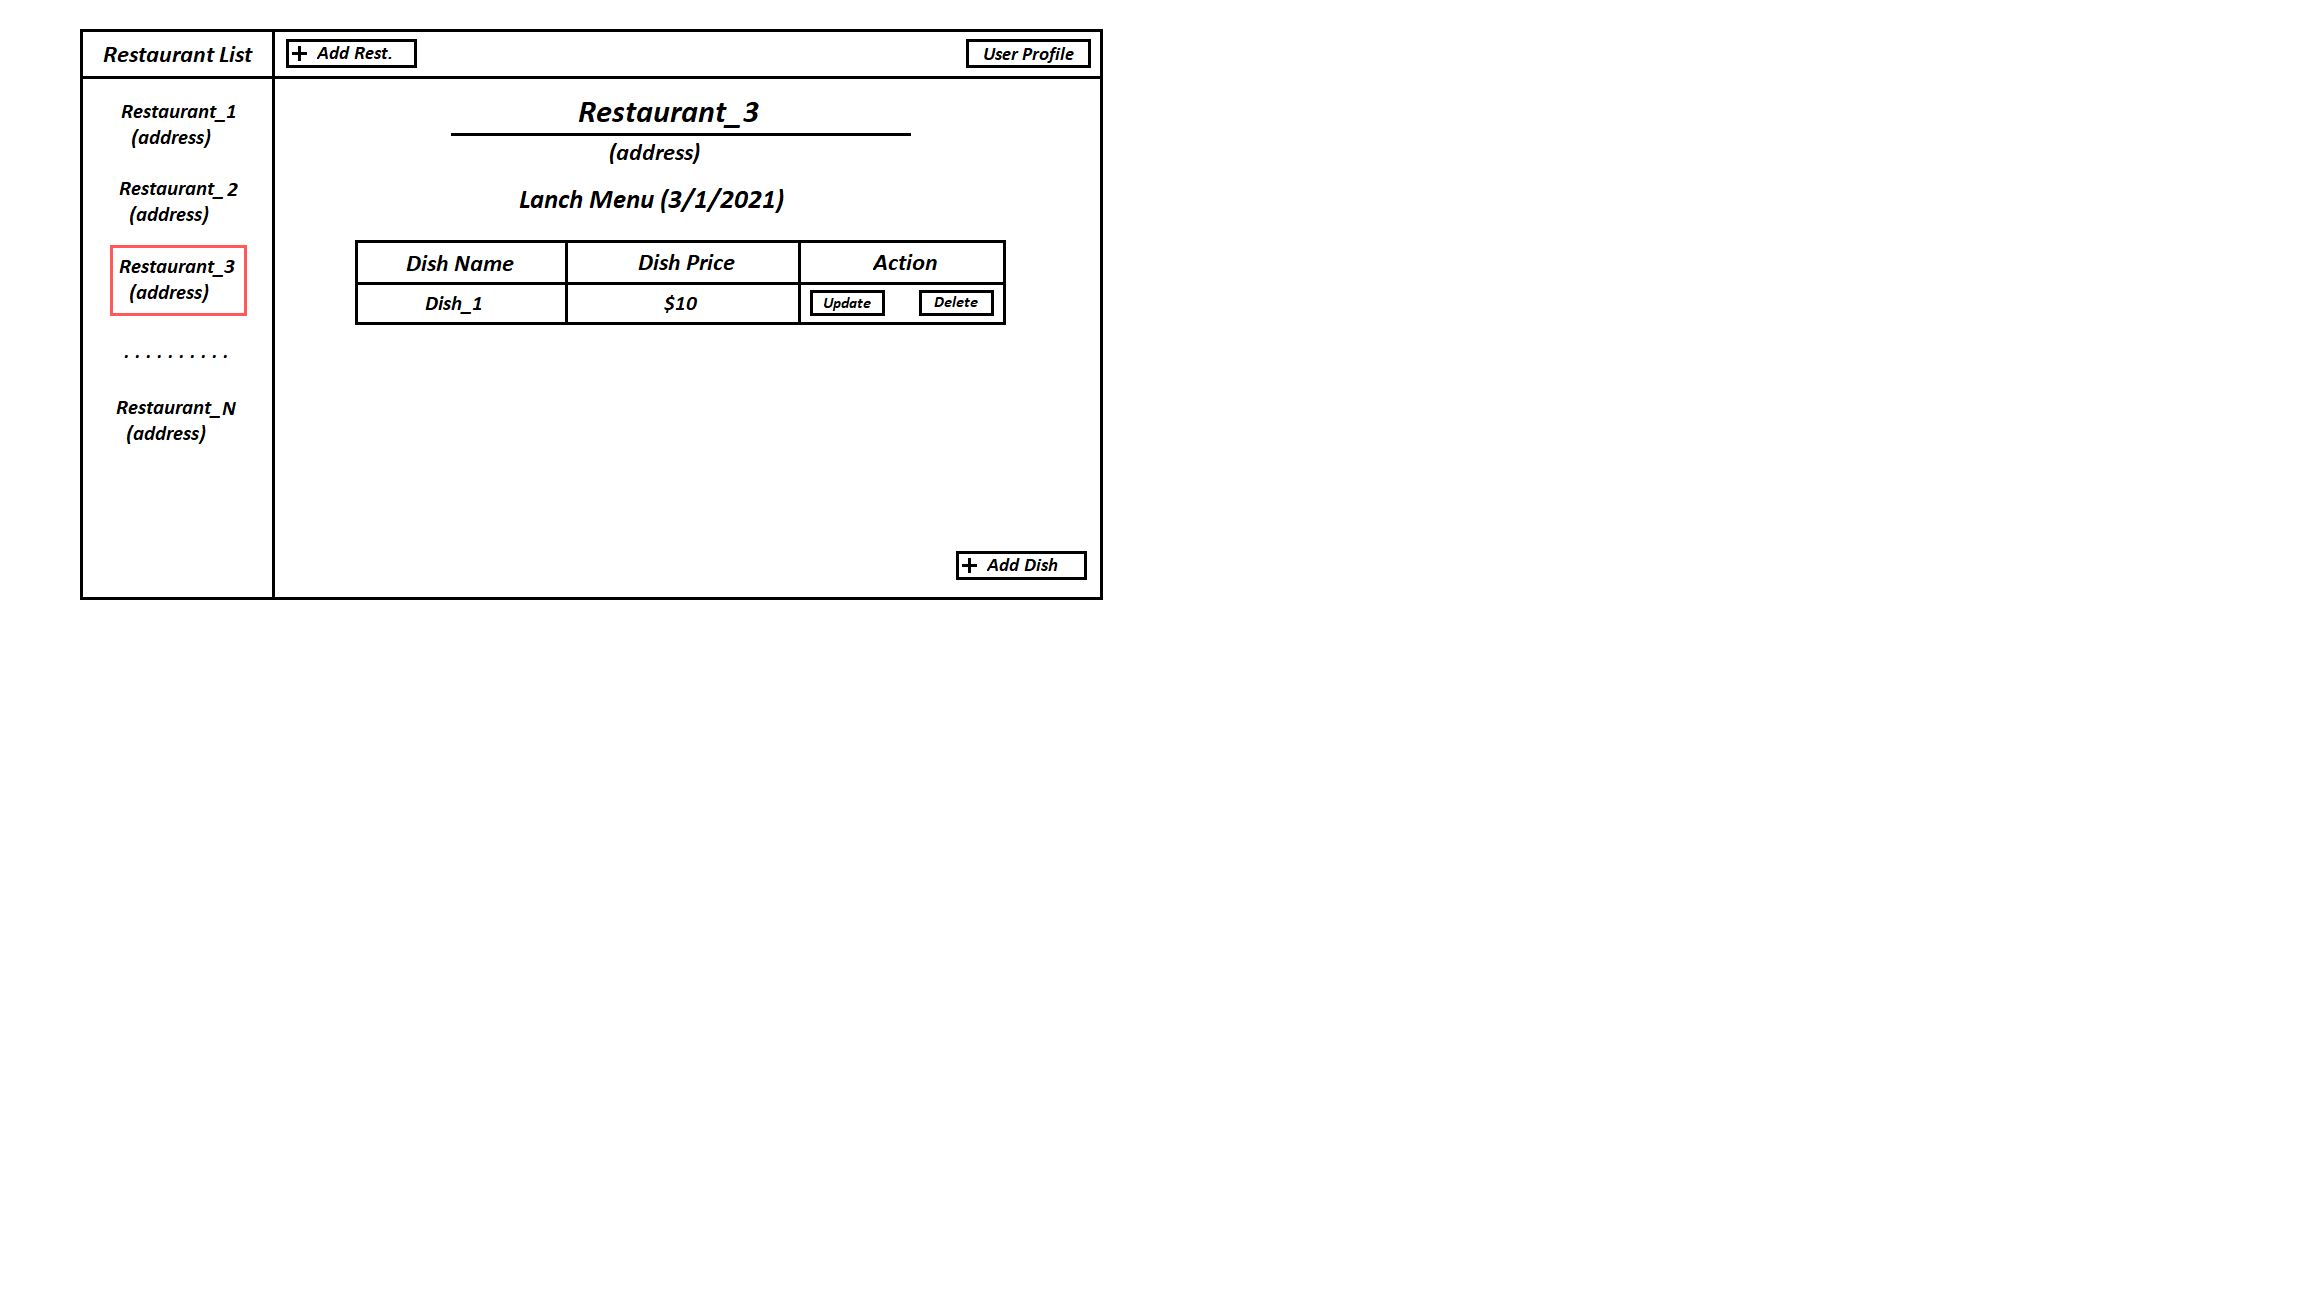 Restaurant List
+ Add Rest.
User Profile
Restaurant_1
(address)
Restaurant_2
(address)
Restaurant_3
(address)
. . . . . . . . . .
Restaurant_N
(address)
Restaurant_3
(address)
Lanch Menu (3/1/2021)
Dish Name Dish Price Action
Dish_1 $10 Update Delete
+ Add Dish